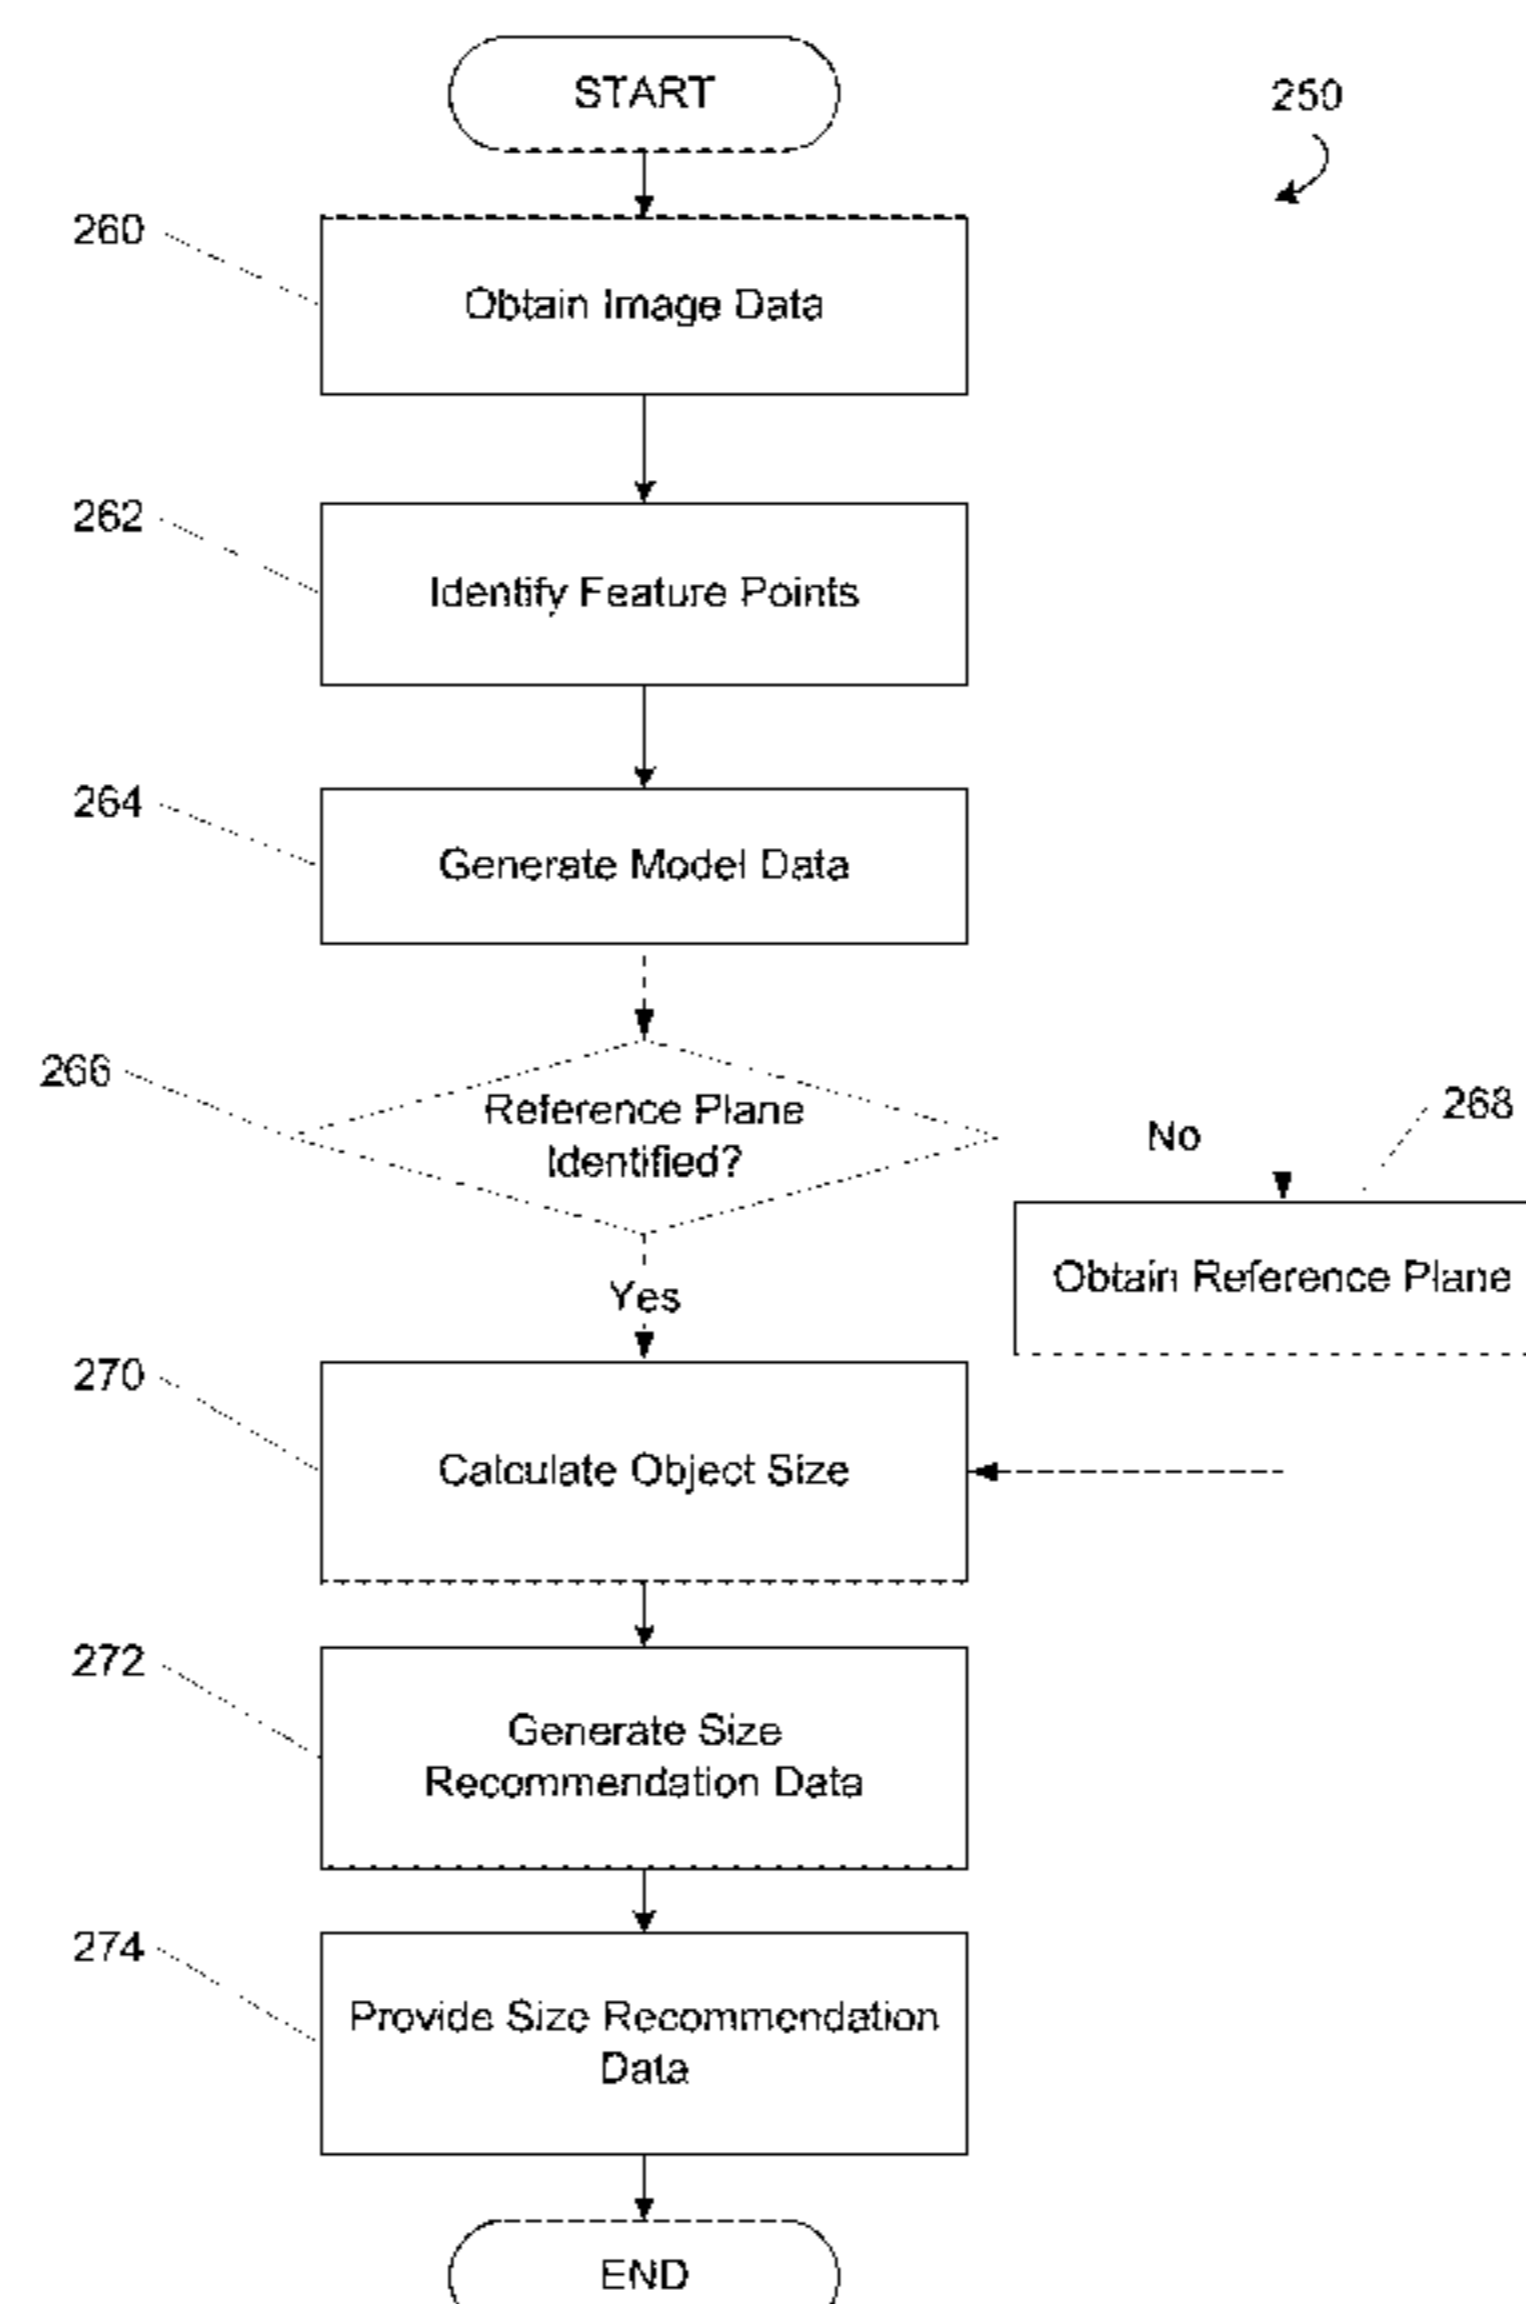 START
250
260
Obtain Image Data
262
Identify Feature Points
264
Generate Model Data
266
Reference Plane
Identified?
No
268
Obtain Reference Plane
Yes
270
Calculate Object Size
272
Generate Size
Recommendation Data
274
Provide Size Recommendation
Data
END